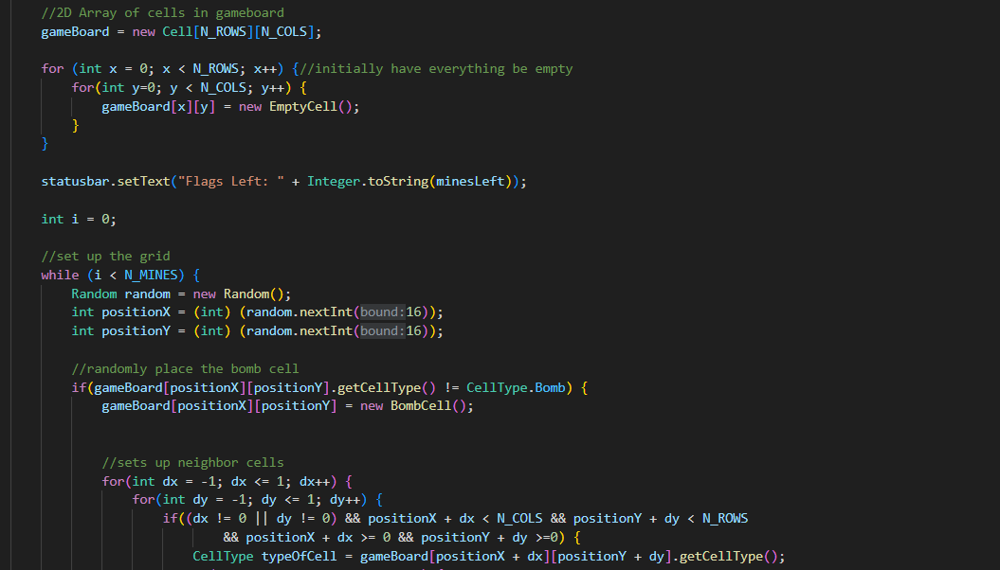 //2D Array of cells in gameboard
gameBoard = new Cell[N_ROWS][N_COLS];
for (int x = 0; x < N_ROWS; x++) {//initially have everything be empty
for(int y=0; y < N_COLS; y++) {
gameBoard[x][y] = new EmptyCell();
}
}
statusbar.setText("Flags Left: " + Integer.toString(minesLeft));
int i = 0;
//set up the grid
while (i < N_MINES) {
Random random = new Random();
int positionX = (int) (random.nextInt(bound:16));
int positionY = (int) (random.nextInt(bound:16));
//randomly place the bomb cell
if(gameBoard[positionX][positionY].getCellType() != CellType.Bomb) {
gameBoard[positionX][positionY] = new BombCell();
//sets up neighbor cells
for(int dx = -1; dx <= 1; dx++) {
for(int dy = -1; dy <= 1; dy++) {
if((dx != 0 || dy != 0) && positionX + dx < N_COLS && positionY + dy < N_ROWS
&& positionX + dx >= 0 && positionY + dy >=0) {
CellType typeOfCell = gameBoard[positionX + dx][positionY + dy].getCellType();